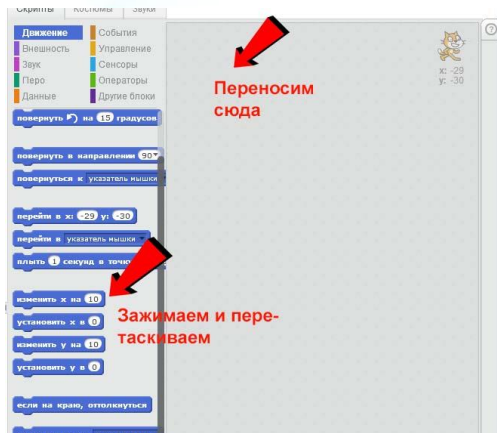 Скрипты Костюмы Звуки
Движение События
Внешность Управление
Звук Сенсоры
Перо Операторы
Данные Другие блоки
x: -29
y: -30
Переносим
сюда
повернуть на 15 градусов
повернуть в направлении 90
повернуться к указатель мышки
перейти в x: -29 y: -30
перейти в указатель мышки
плыть 1 секунд в точку
изменить x на 10
установить x в 0
изменить y на 10
установить y в 0
Зажимаем и пере-
таскиваем
если на краю, оттолкнуться
?